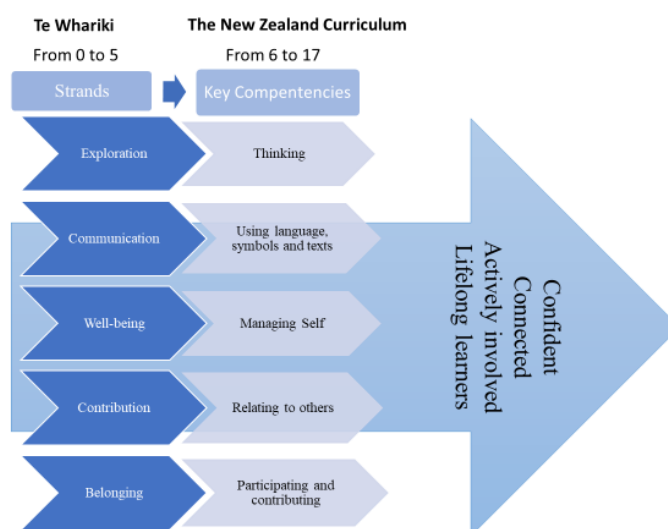 Te Whariki
The New Zealand Curriculum
From 0 to 5
From 6 to 17
Strands
Key Compentencies
Exploration
Thinking
Communication
Using language,
symbols and texts
Well-being
Managing Self
Contribution
Relating to others
Belonging
Participating and
contributing
Confident
Connected
Actively involved
Lifelong learners